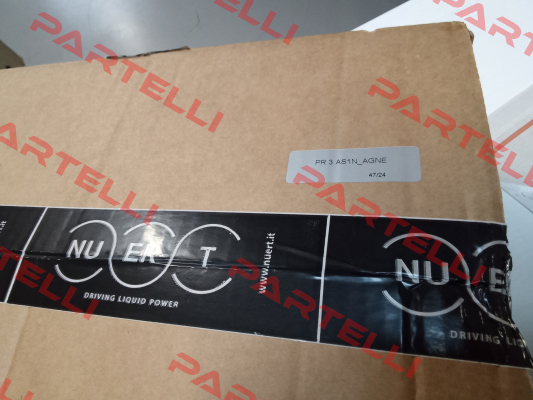 PARTELLI
PARTELLI
PARTELLI
PARTELLI
PARTELLI
PARTELLI
PR 3 AS1N_AGNE
47/24
NU ER T
www.nuert.it
DRIVING LIQUID POWER
NU
DRIVING